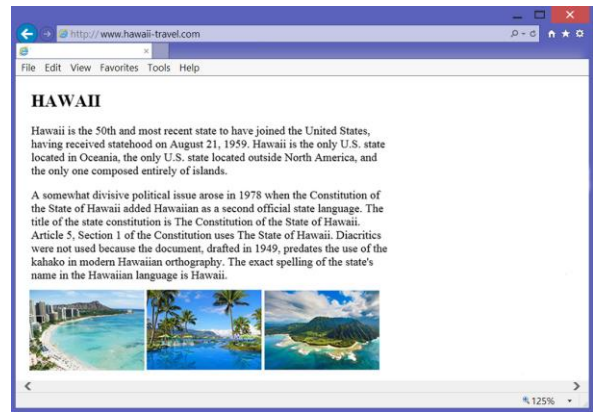 http://www.hawaii-travel.com
File Edit View Favorites Tools Help
HAWAII
Hawaii is the 50th and most recent state to have joined the United States,
having received statehood on August 21, 1959. Hawaii is the only U.S. state
located in Oceania, the only U.S. state located outside North America, and
the only one composed entirely of islands.
A somewhat divisive political issue arose in 1978 when the Constitution of
the State of Hawaii added Hawaiian as a second official state language. The
title of the state constitution is The Constitution of the State of Hawaii.
Article 5, Section 1 of the Constitution uses The State of Hawaii. Diacritics
were not used because the document, drafted in 1949, predates the use of the
kahako in modern Hawaiian orthography. The exact spelling of the state's
name in the Hawaiian language is Hawaii.
125%